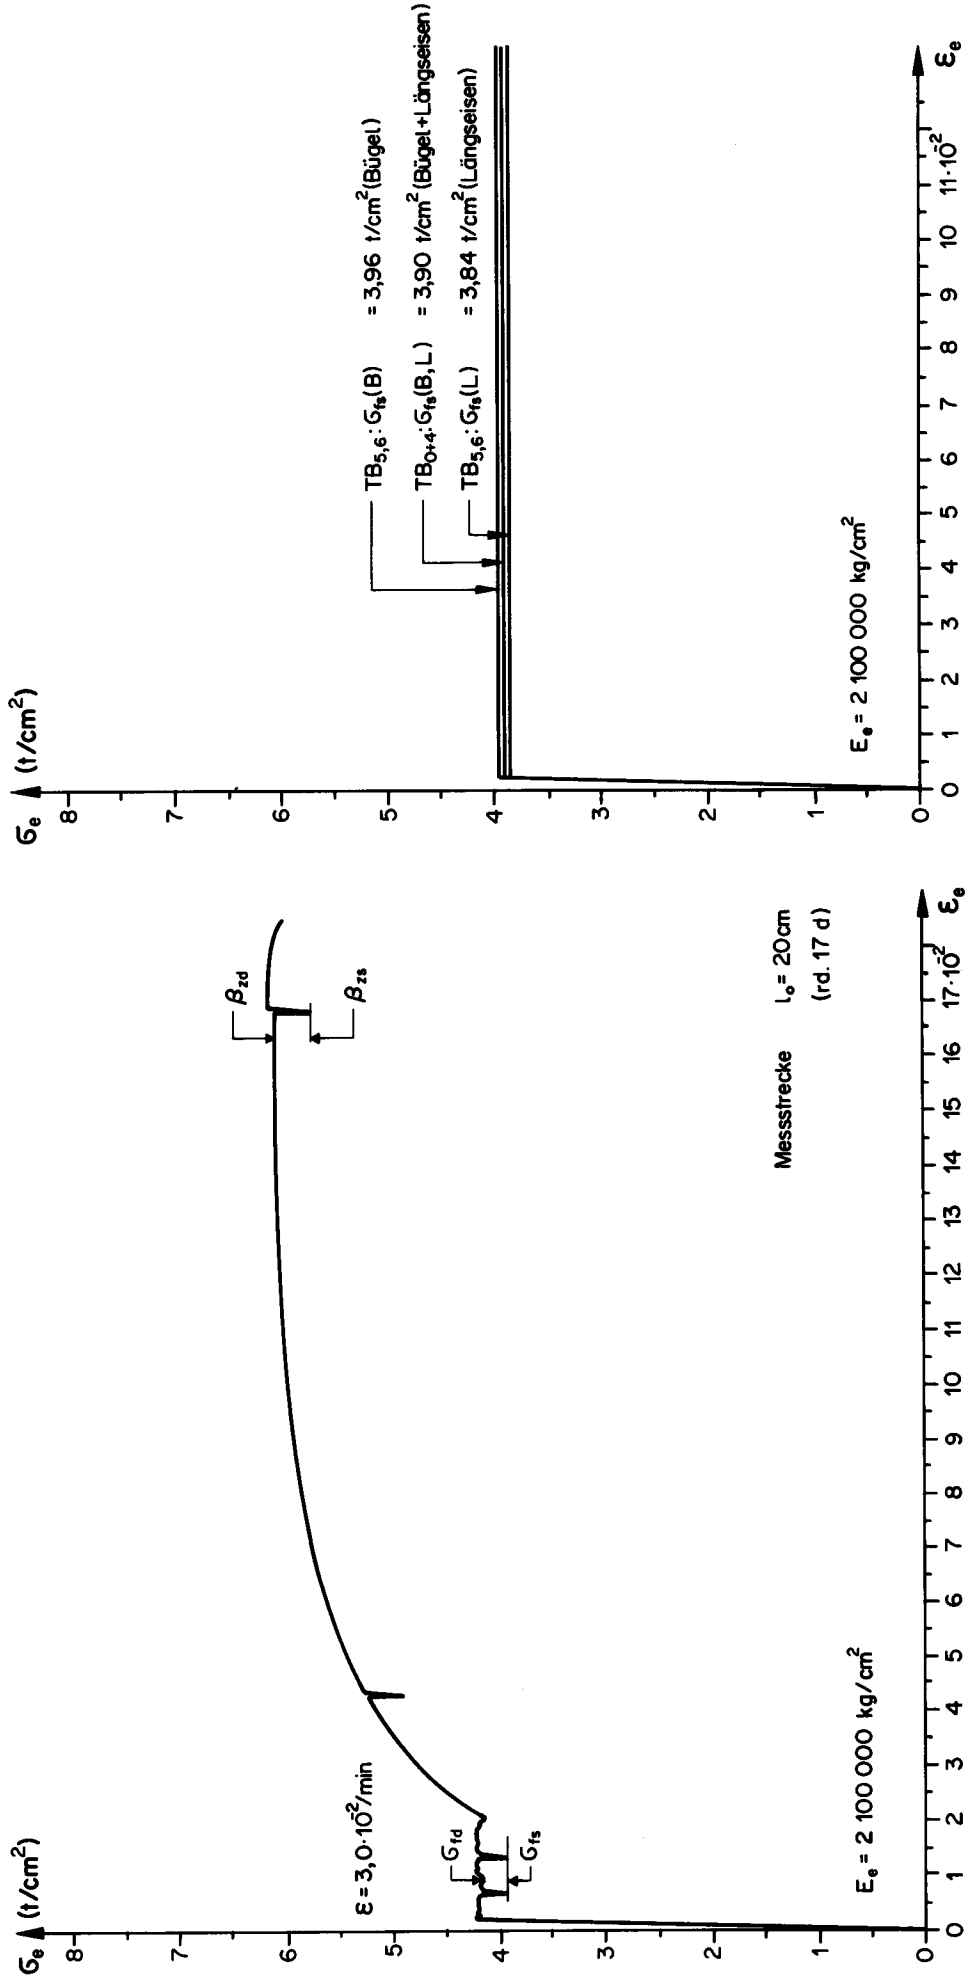 σₑ (t/cm²)
8
7
6
5
4
3
2
1
0
ε = 3,0·10⁻²/min
σfd
σfs
βzd
βzs
Eₑ = 2 100 000 kg/cm²
Messstrecke l₀ = 20cm
(rd. 17 d)
0 1 2 3 4 5 6 7 8 9 10 11 12 13 14 15 16 17·10⁻² εₑ
σₑ (t/cm²)
8
7
6
5
4
3
2
1
0
TB₅,₆: σfs(B) = 3,96 t/cm² (Bügel)
TB₀÷₄: σfs(B,L) = 3,90 t/cm² (Bügel+Längseisen)
TB₅,₆: σfs(L) = 3,84 t/cm² (Längseisen)
Eₑ = 2 100 000 kg/cm²
0 1 2 3 4 5 6 7 8 9 10 11·10⁻² εₑ